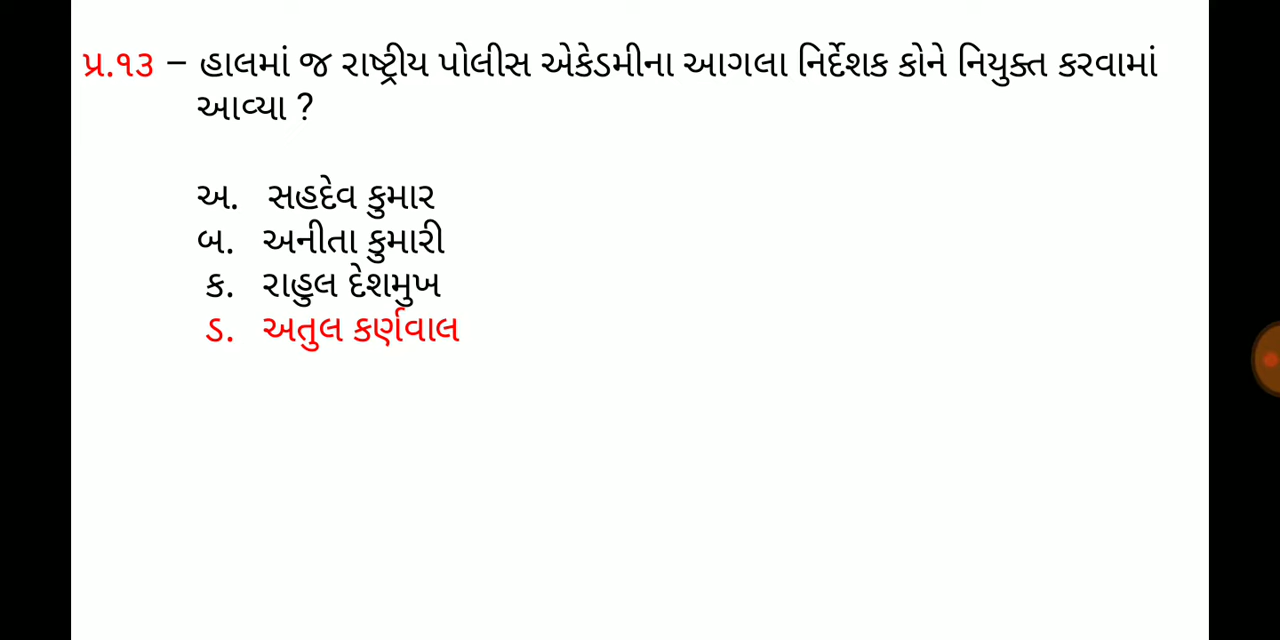 પ્ર.૧૩ – હાલમાં જ રાષ્ટ્રીય પોલીસ એકેડમીના આગલા નિર્દેશક કોને નિયુક્ત કરવામાં
આવ્યા ?
અ. સહદેવ કુમાર
બ. અનીતા કુમારી
ક. રાહુલ દેશમુખ
ડ. અતુલ કર્ણવાલ